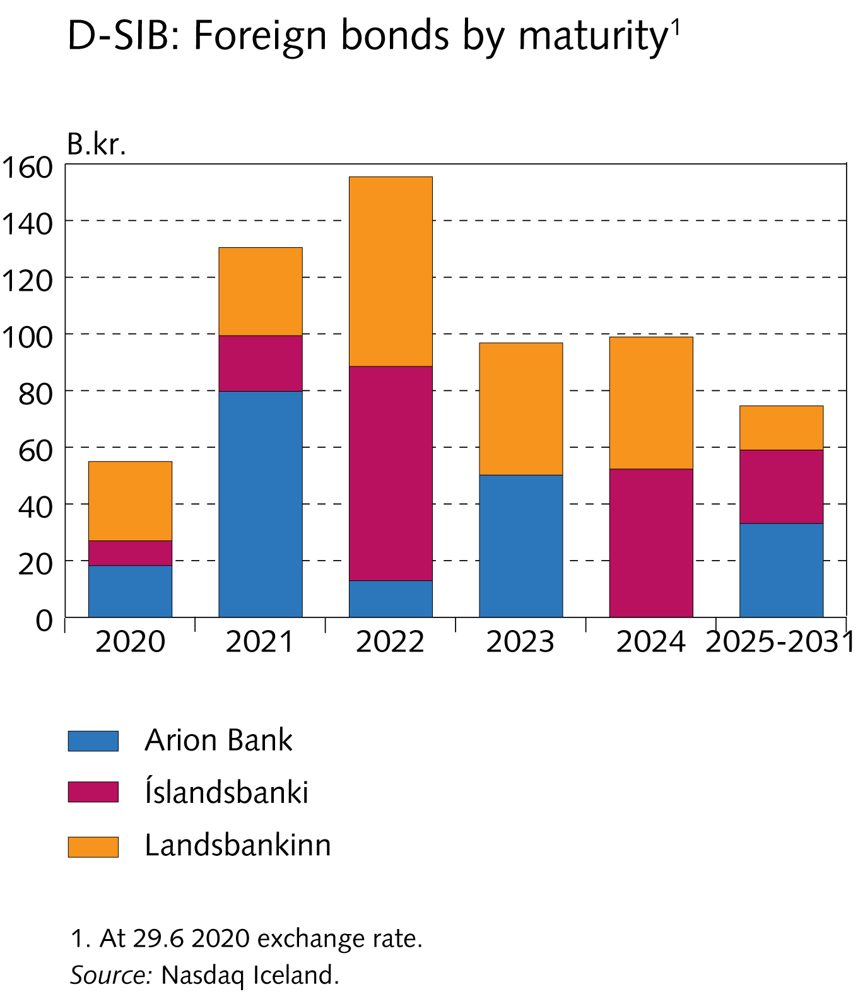 D-SIB: Foreign bonds by maturity¹
B.kr.
160
140
120
100
80
60
40
20
0
2020 2021 2022 2023 2024 2025-2031
Arion Bank
Íslandsbanki
Landsbankinn
1. At 29.6 2020 exchange rate.
Source: Nasdaq Iceland.